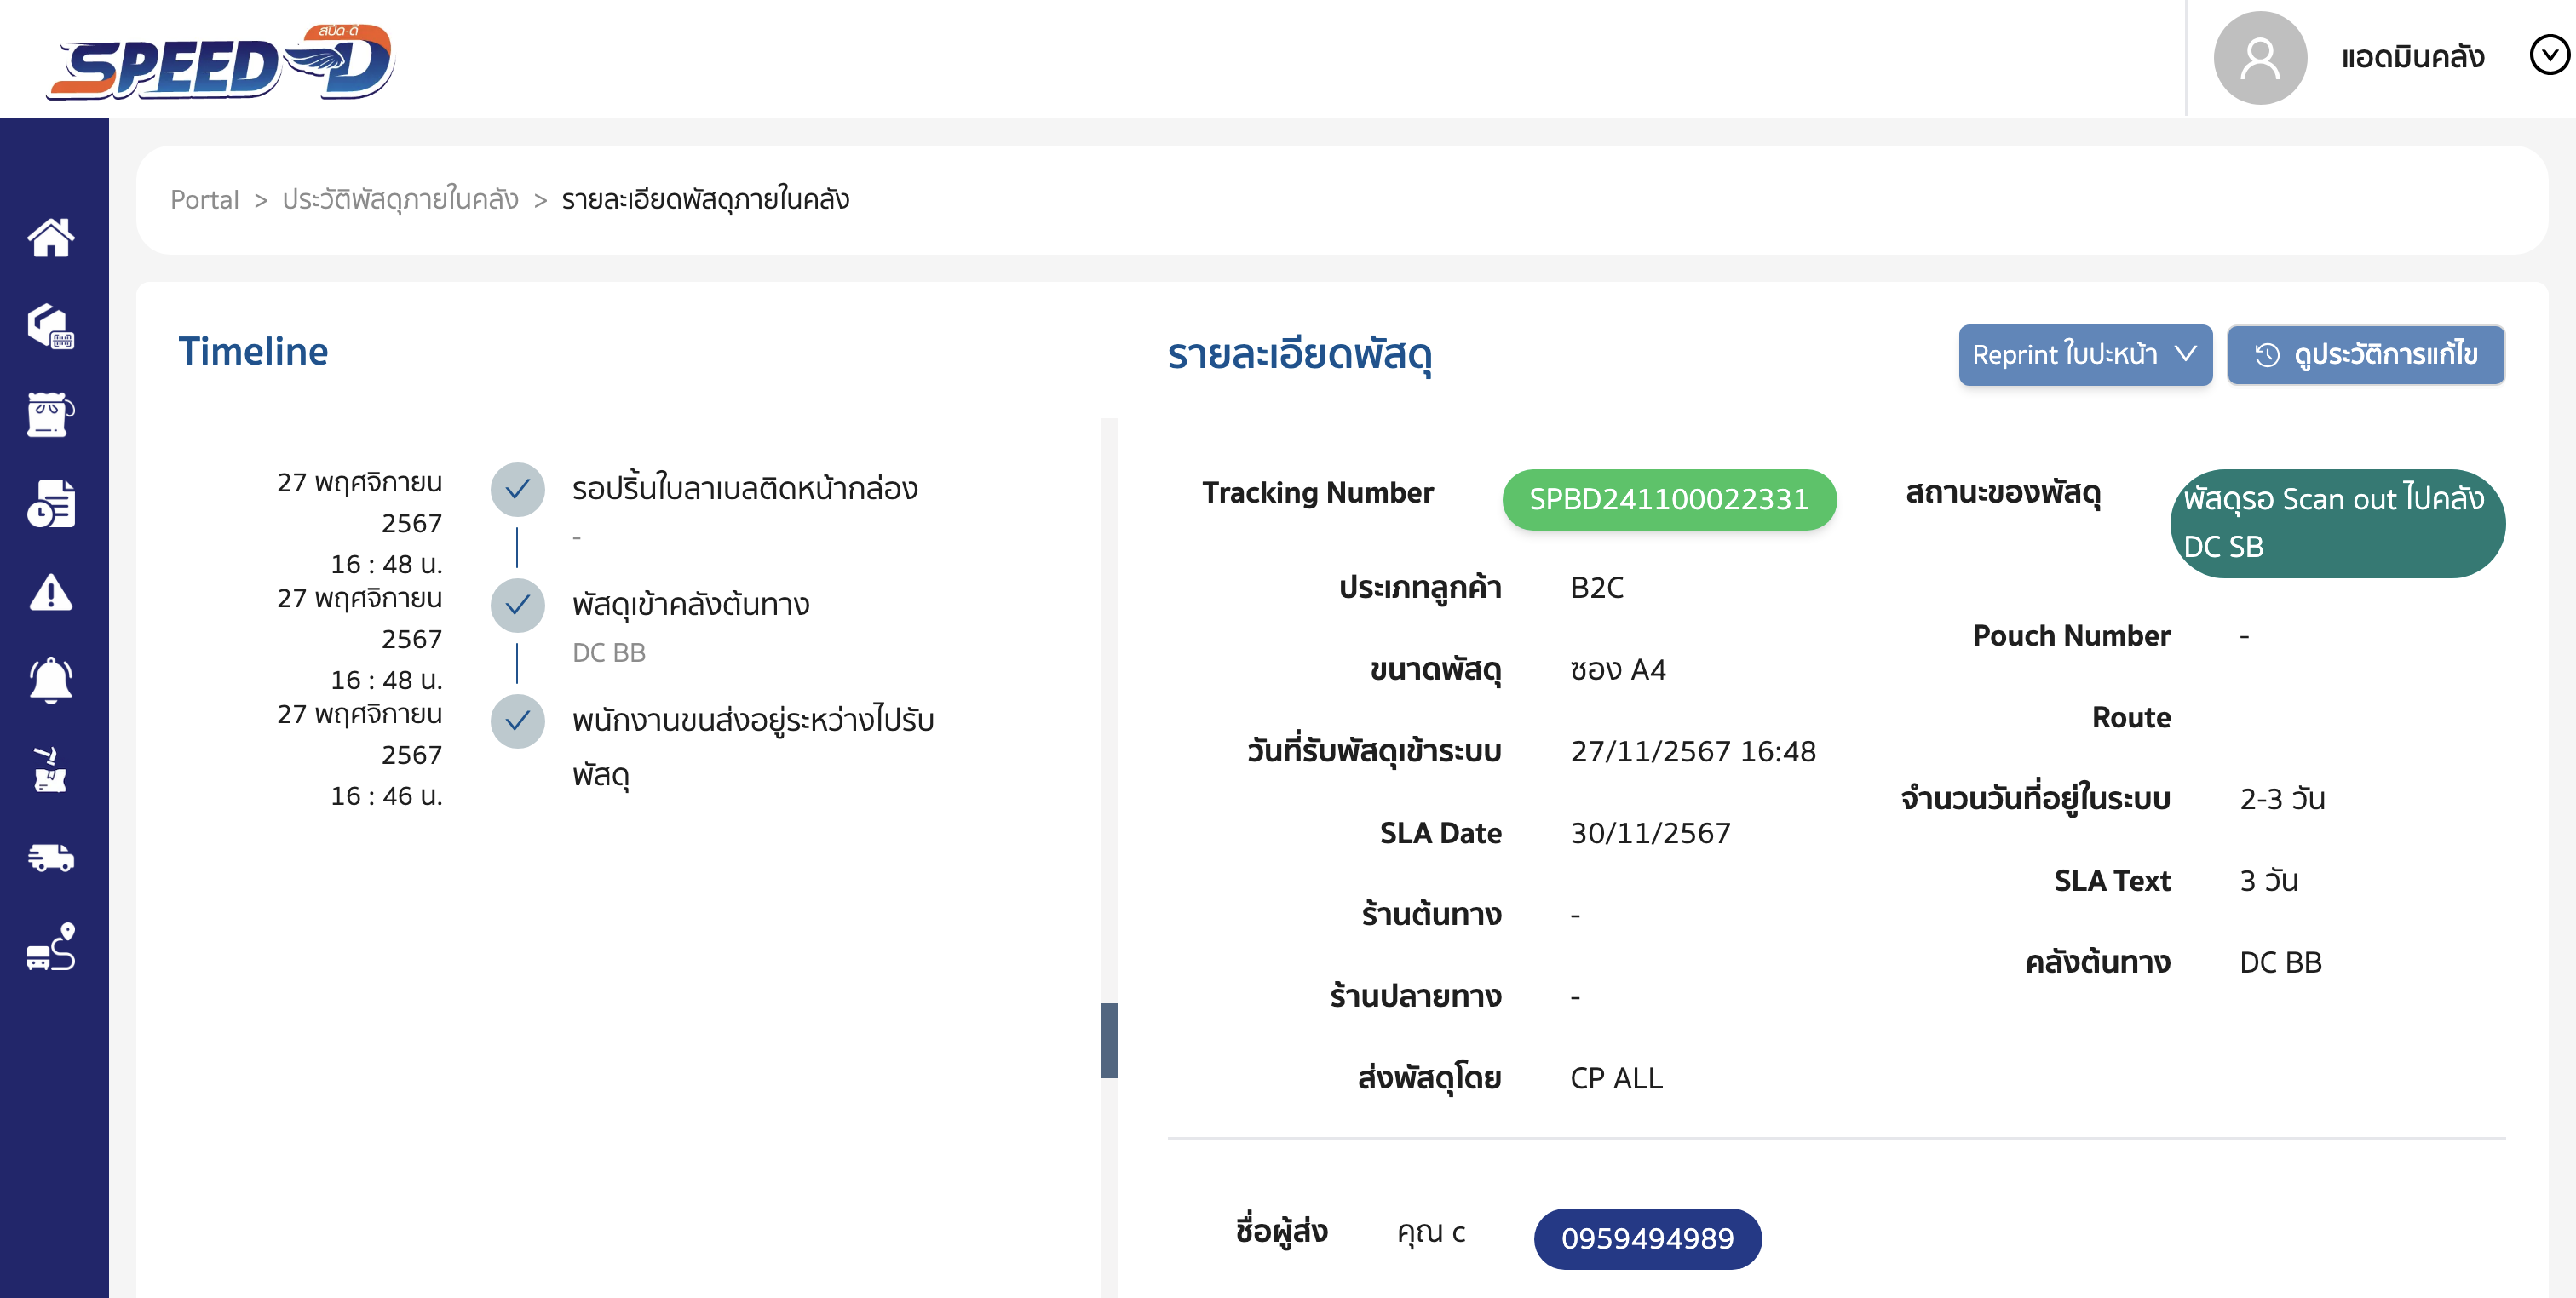 สปีด-ดี
SPEED-D
แอดมินคลัง
Portal > ประวัติพัสดุภายในคลัง > รายละเอียดพัสดุภายในคลัง
Timeline
27 พฤศจิกายน
2567
16 : 48 น.
รอปริ้นใบลาเบลติดหน้ากล่อง
-
27 พฤศจิกายน
2567
16 : 48 น.
พัสดุเข้าคลังต้นทาง
DC BB
27 พฤศจิกายน
2567
16 : 46 น.
พนักงานขนส่งอยู่ระหว่างไปรับ
พัสดุ
รายละเอียดพัสดุ
Reprint ใบปะหน้า
ดูประวัติการแก้ไข
Tracking Number SPBD241100022331
ประเภทลูกค้า B2C
ขนาดพัสดุ ซอง A4
วันที่รับพัสดุเข้าระบบ 27/11/2567 16:48
SLA Date 30/11/2567
ร้านต้นทาง -
ร้านปลายทาง -
ส่งพัสดุโดย CP ALL
สถานะของพัสดุ พัสดุรอ Scan out ไปคลัง
DC SB
Pouch Number -
Route
จำนวนวันที่อยู่ในระบบ 2-3 วัน
SLA Text 3 วัน
คลังต้นทาง DC BB
ชื่อผู้ส่ง คุณ c 0959494989